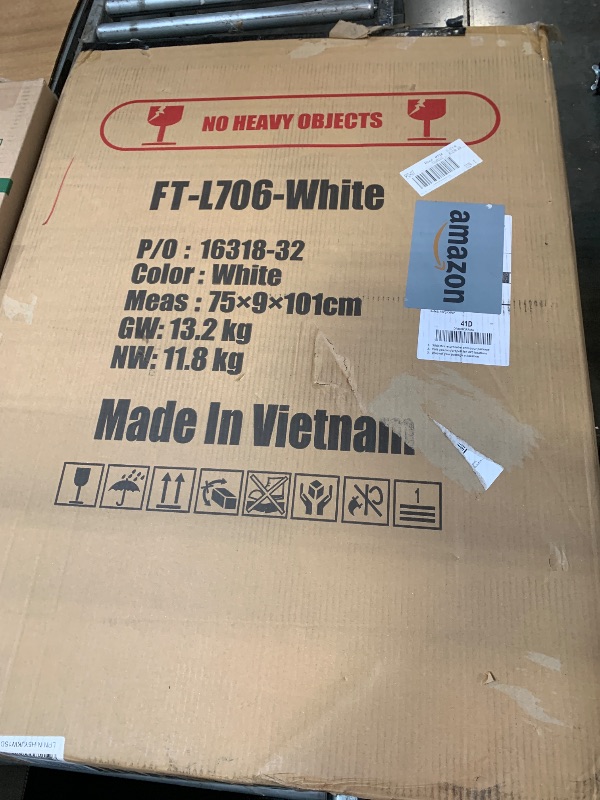 NO HEAVY OBJECTS
FT-L706-White
P/O : 16318-32
Color : White
Meas : 75×9×101cm
GW: 13.2 kg
NW: 11.8 kg
amazon
41D
Made In Vietnam
1